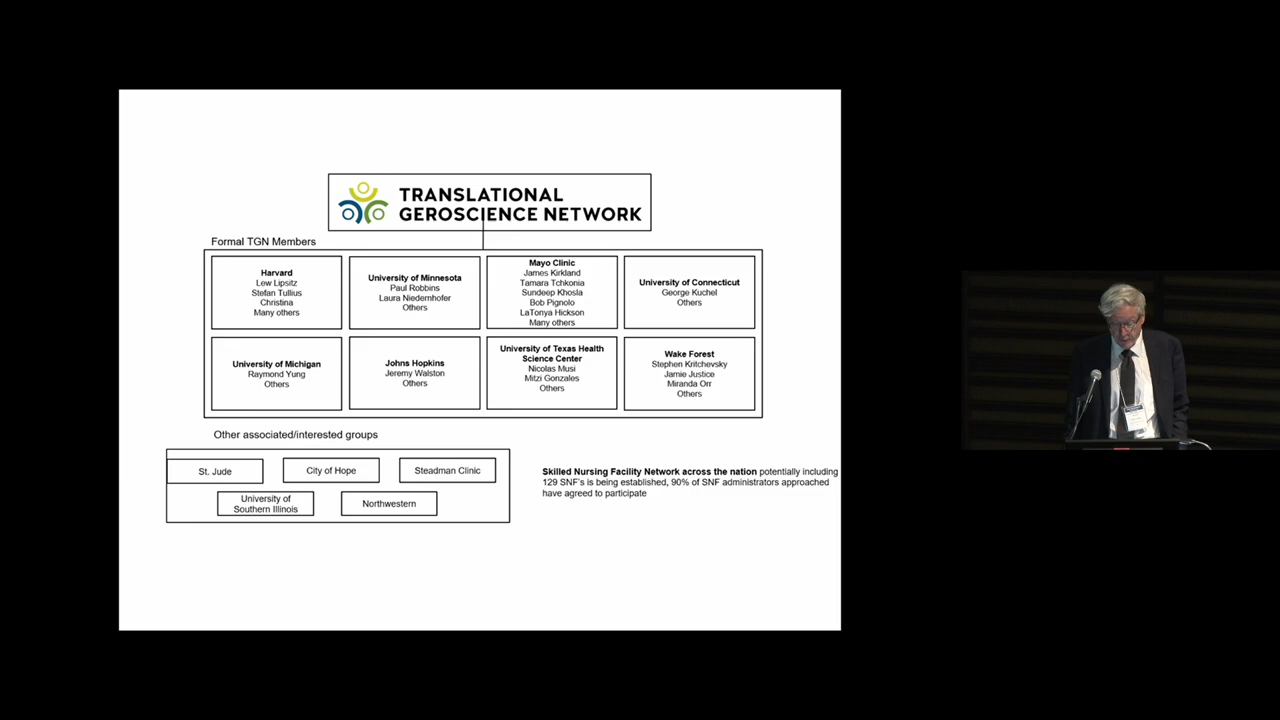 TRANSLATIONAL
GEROSCIENCE NETWORK
Formal TGN Members
Harvard
Lew Lipsitz
Stefan Tullius
Christina
Many others
University of Minnesota
Paul Robbins
Laura Niedernhofer
Others
Mayo Clinic
James Kirkland
Tamara Tchkonia
Sundeep Khosla
Bob Pignolo
LaTonya Hickson
Many others
University of Connecticut
George Kuchel
Others
University of Michigan
Raymond Yung
Others
Johns Hopkins
Jeremy Walston
Others
University of Texas Health
Science Center
Nicolas Musi
Mitzi Gonzales
Others
Wake Forest
Stephen Kritchevsky
Jamie Justice
Miranda Orr
Others
Other associated/interested groups
St. Jude
City of Hope
Steadman Clinic
University of
Southern Illinois
Northwestern
Skilled Nursing Facility Network across the nation potentially including
129 SNF's is being established, 90% of SNF administrators approached
have agreed to participate